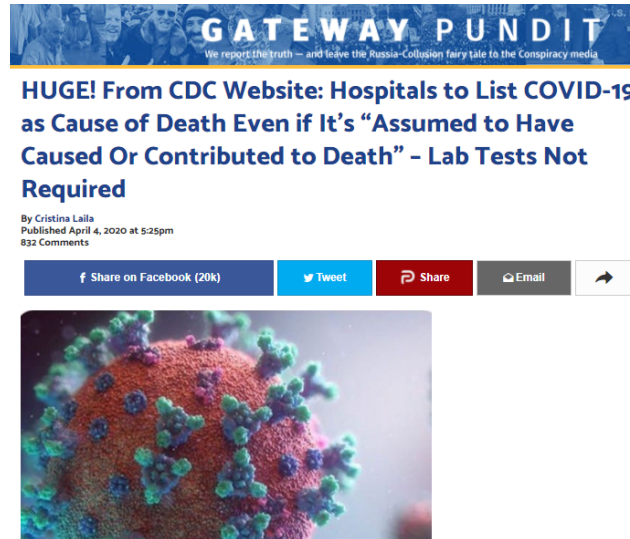 GATEWAY PUNDIT
We report the truth — and leave the Russia-Collusion fairy tale to the Conspiracy media
HUGE! From CDC Website: Hospitals to List COVID-19
as Cause of Death Even if It's “Assumed to Have
Caused Or Contributed to Death” – Lab Tests Not
Required
By Cristina Laila
Published April 4, 2020 at 5:25pm
832 Comments
Share on Facebook (20k) Tweet Share Email